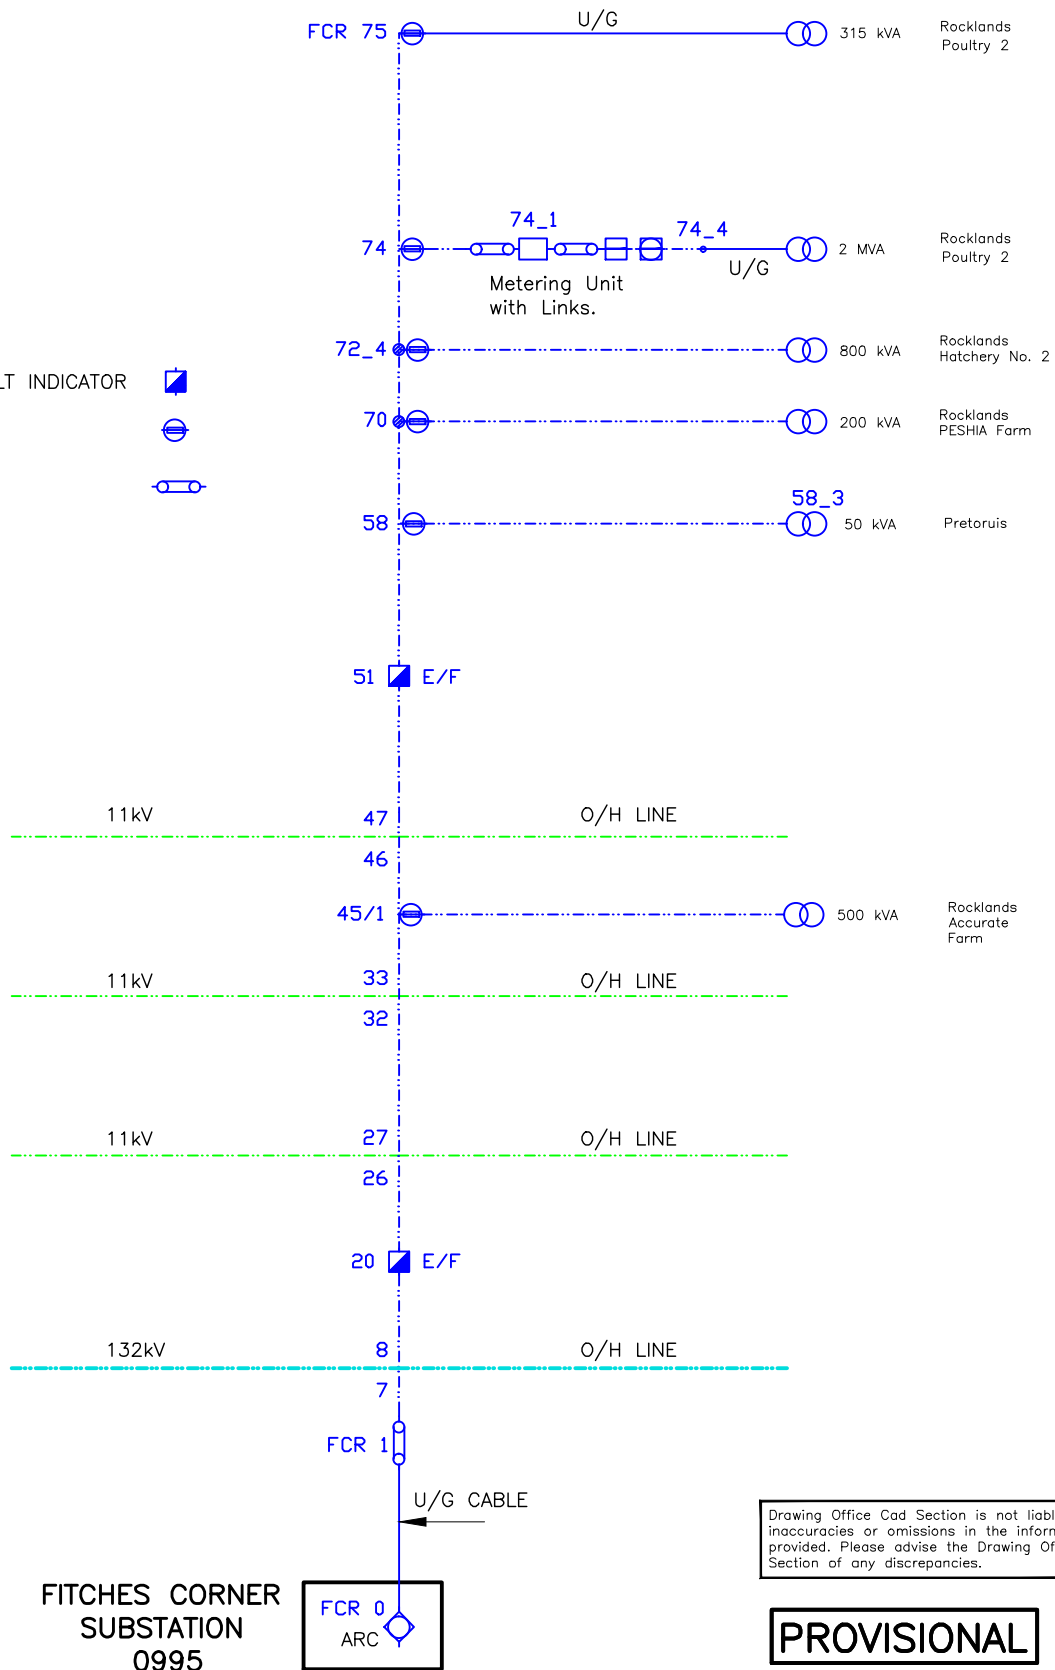 FCR 75
U/G
315 kVA
Rocklands
Poultry 2
74
74_1
74_4
U/G
2 MVA
Rocklands
Poultry 2
Metering Unit
with Links.
72_4
800 kVA
Rocklands
Hatchery No. 2
LT INDICATOR
70
200 kVA
Rocklands
PESHIA Farm
58
58_3
50 kVA
Pretoruis
51
E/F
11kV
47
O/H LINE
46
45/1
500 kVA
Rocklands
Accurate
Farm
11kV
33
O/H LINE
32
11kV
27
O/H LINE
26
20
E/F
132kV
8
O/H LINE
7
FCR 1
U/G CABLE
Drawing Office Cad Section is not liabl
inaccuracies or omissions in the inforn
provided. Please advise the Drawing Of
Section of any discrepancies.
FITCHES CORNER
SUBSTATION
0995
FCR 0
ARC
PROVISIONAL